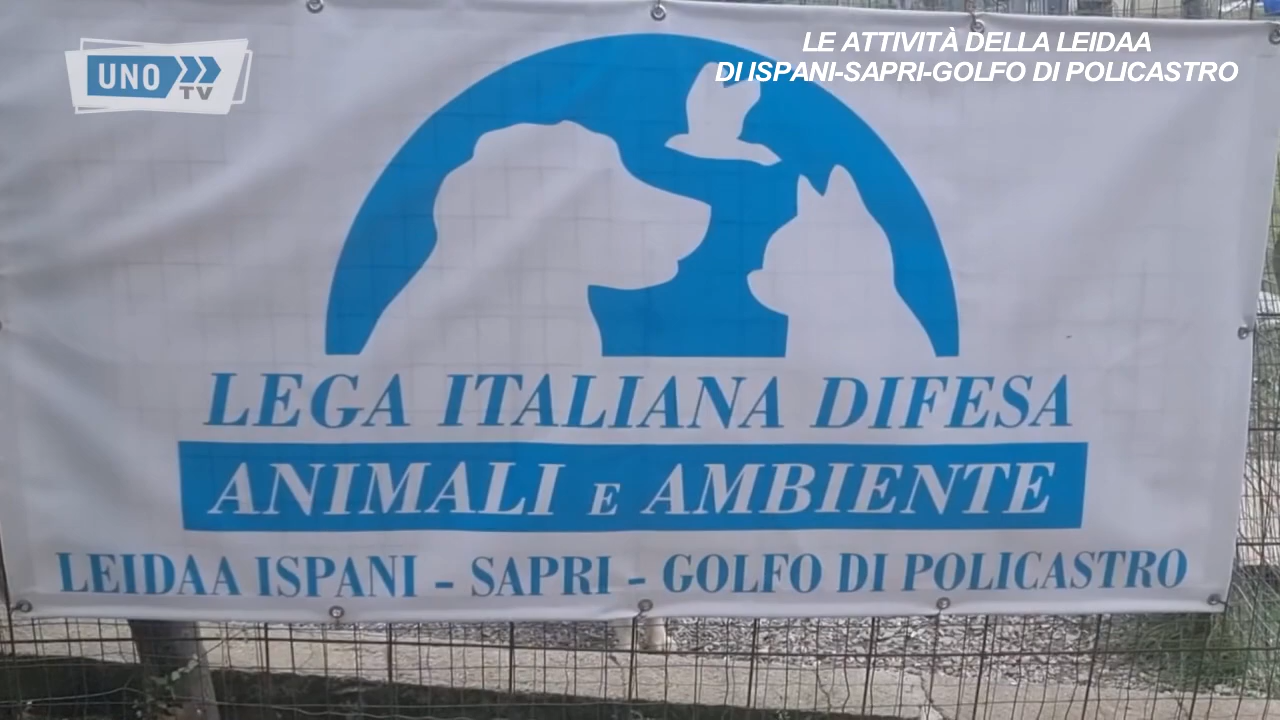 UNO
TV
LE ATTIVITÀ DELLA LEIDAA
DI ISPANI-SAPRI-GOLFO DI POLICASTRO
LEGA ITALIANA DIFESA
ANIMALI E AMBIENTE
LEIDAA ISPANI - SAPRI - GOLFO DI POLICASTRO